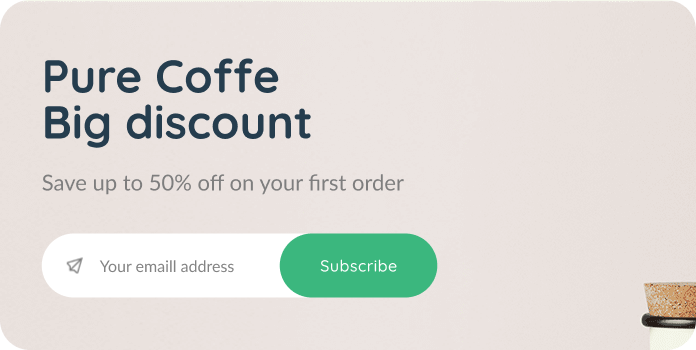 Pure Coffe
Big discount
Save up to 50% off on your first order
Your emaill address
Subscribe